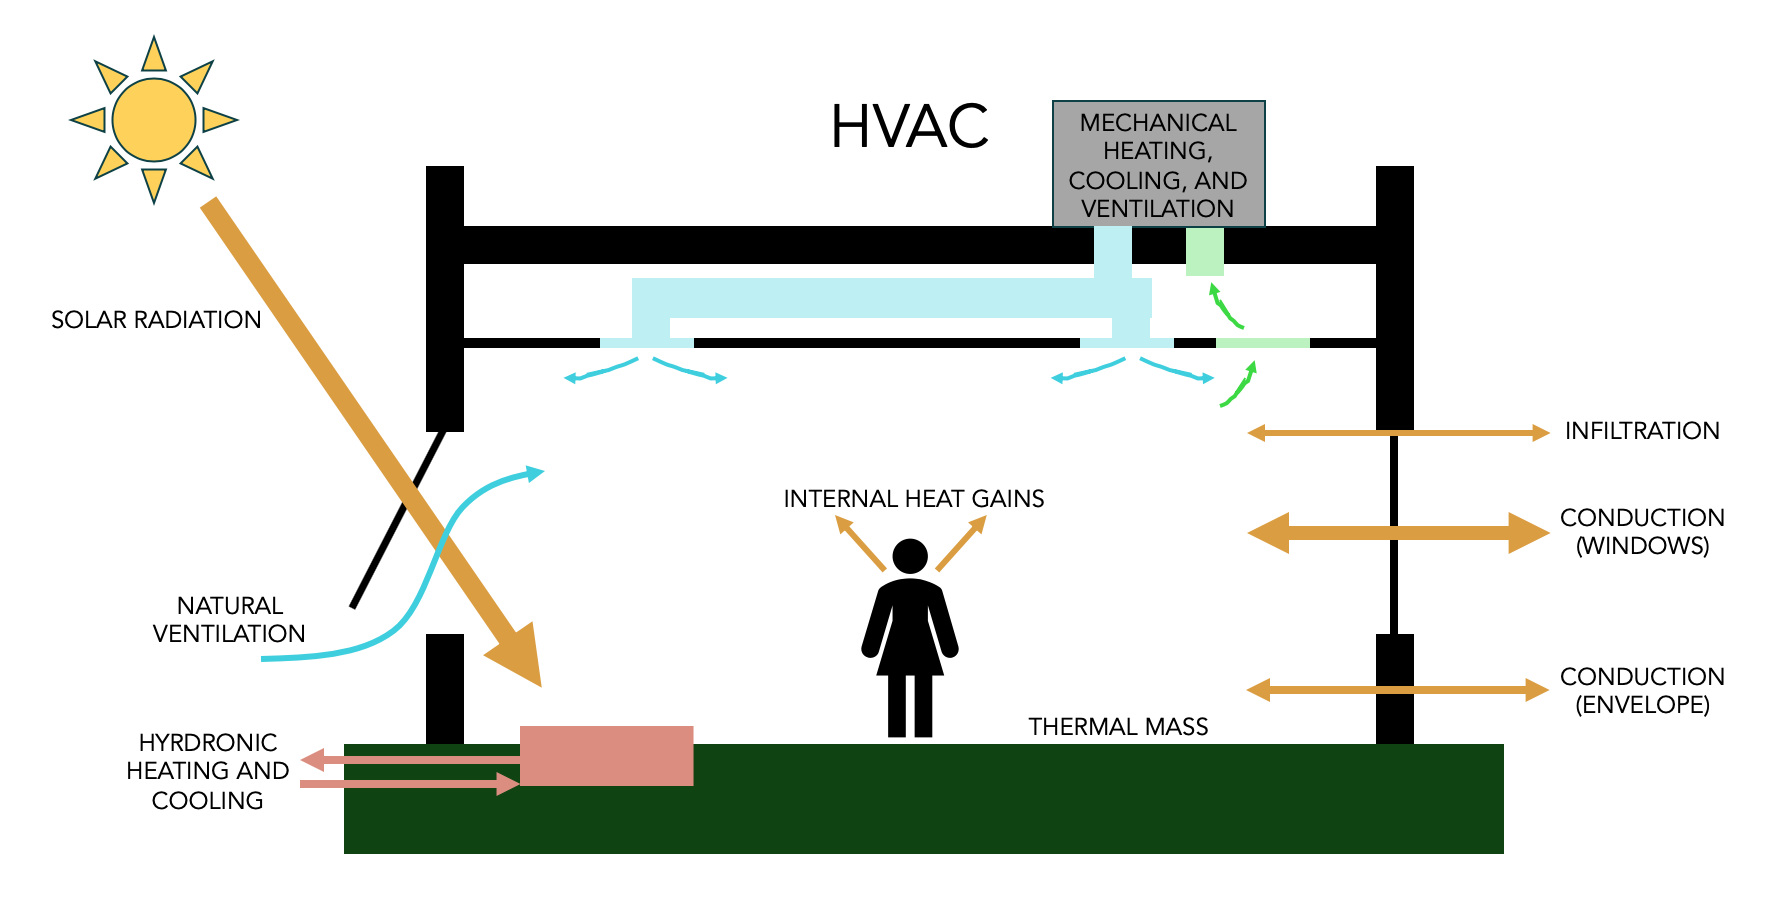 HVAC
MECHANICAL
HEATING,
COOLING, AND
VENTILATION
SOLAR RADIATION
INFILTRATION
INTERNAL HEAT GAINS
CONDUCTION
(WINDOWS)
NATURAL
VENTILATION
CONDUCTION
(ENVELOPE)
THERMAL MASS
HYRDRONIC
HEATING AND
COOLING